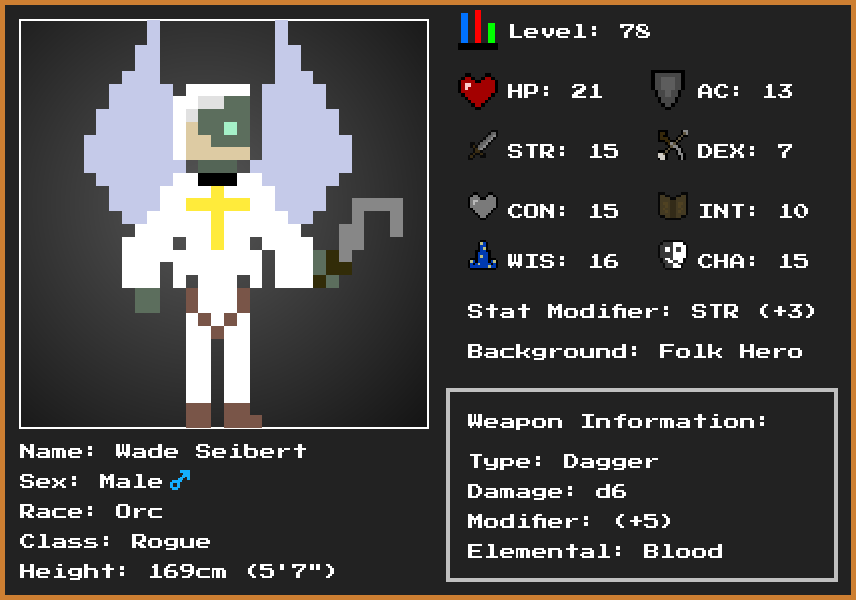 Level: 78
HP: 21 AC: 13
STR: 15 DEX: 7
CON: 15 INT: 10
WIS: 16 CHA: 15
Stat Modifier: STR (+3)
Background: Folk Hero
Weapon Information:
Type: Dagger
Damage: d6
Modifier: (+5)
Elemental: Blood
Name: Wade Seibert
Sex: Male♂
Race: Orc
Class: Rogue
Height: 169cm (5'7")